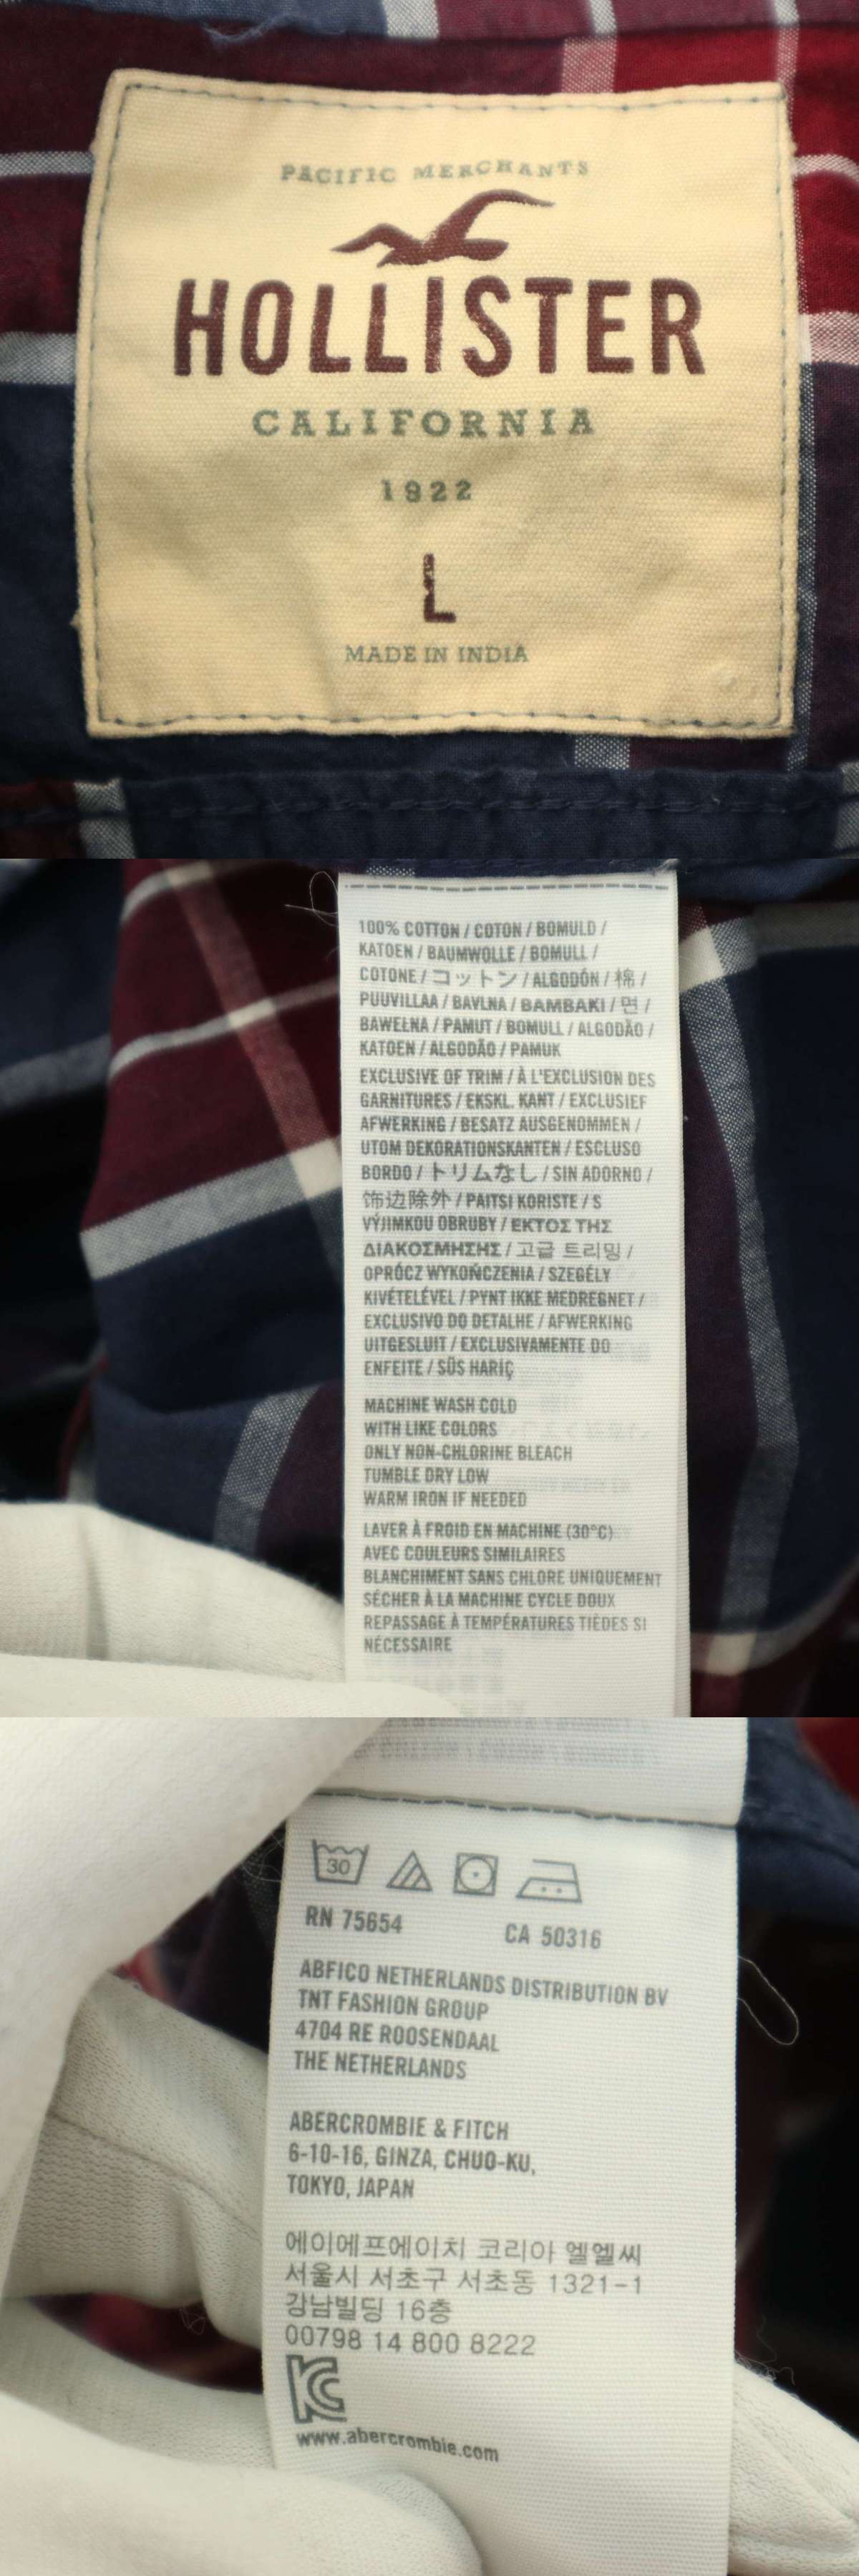 PACIFIC MERCHANTS
HOLLISTER
CALIFORNIA
1922
L
MADE IN INDIA
100% COTTON / COTON / BOMULD /
KATOEN / BAUMWOLLE / BOMULL /
COTONE / コットン / ALGODÓN / 棉 /
PUUVILLAA / BAVLNA / BAMBAKI / 면 /
BAWEŁNA / PAMUT / BOMULL / ALGODÃO /
KATOEN / ALGODÃO / PAMUK
EXCLUSIVE OF TRIM / À L'EXCLUSION DES
GARNITURES / EKSKL. KANT / EXCLUSIEF
AFWERKING / BESATZ AUSGENOMMEN /
UTOM DEKORATIONSKANTEN / ESCLUSO
BORDO / トリムなし / SIN ADORNO /
饰边除外 / PAITSI KORISTE / S
VÝJIMKOU OBRUBY / ΕΚΤΟΣ ΤΗΣ
ΔΙΑΚΟΣΜΗΣΗΣ / 고급 트리밍 /
OPRÓCZ WYKOŃCZENIA / SZEGÉLY
KIVÉTELÉVEL / PYNT IKKE MEDREGNET /
EXCLUSIVO DO DETALHE / AFWERKING
UITGESLUIT / EXCLUSIVAMENTE DO
ENFEITE / SÜS HARİÇ
MACHINE WASH COLD
WITH LIKE COLORS
ONLY NON-CHLORINE BLEACH
TUMBLE DRY LOW
WARM IRON IF NEEDED
LAVER À FROID EN MACHINE (30°C)
AVEC COULEURS SIMILAIRES
BLANCHIMENT SANS CHLORE UNIQUEMENT
SÉCHER À LA MACHINE CYCLE DOUX
REPASSAGE À TEMPÉRATURES TIÈDES SI
NÉCESSAIRE
30
RN 75654 CA 50316
ABFICO NETHERLANDS DISTRIBUTION BV
TNT FASHION GROUP
4704 RE ROOSENDAAL
THE NETHERLANDS
ABERCROMBIE & FITCH
6-10-16, GINZA, CHUO-KU,
TOKYO, JAPAN
에이에프에이치 코리아 엘엘씨
서울시 서초구 서초동 1321-1
강남빌딩 16층
00798 14 800 8222
www.abercrombie.com